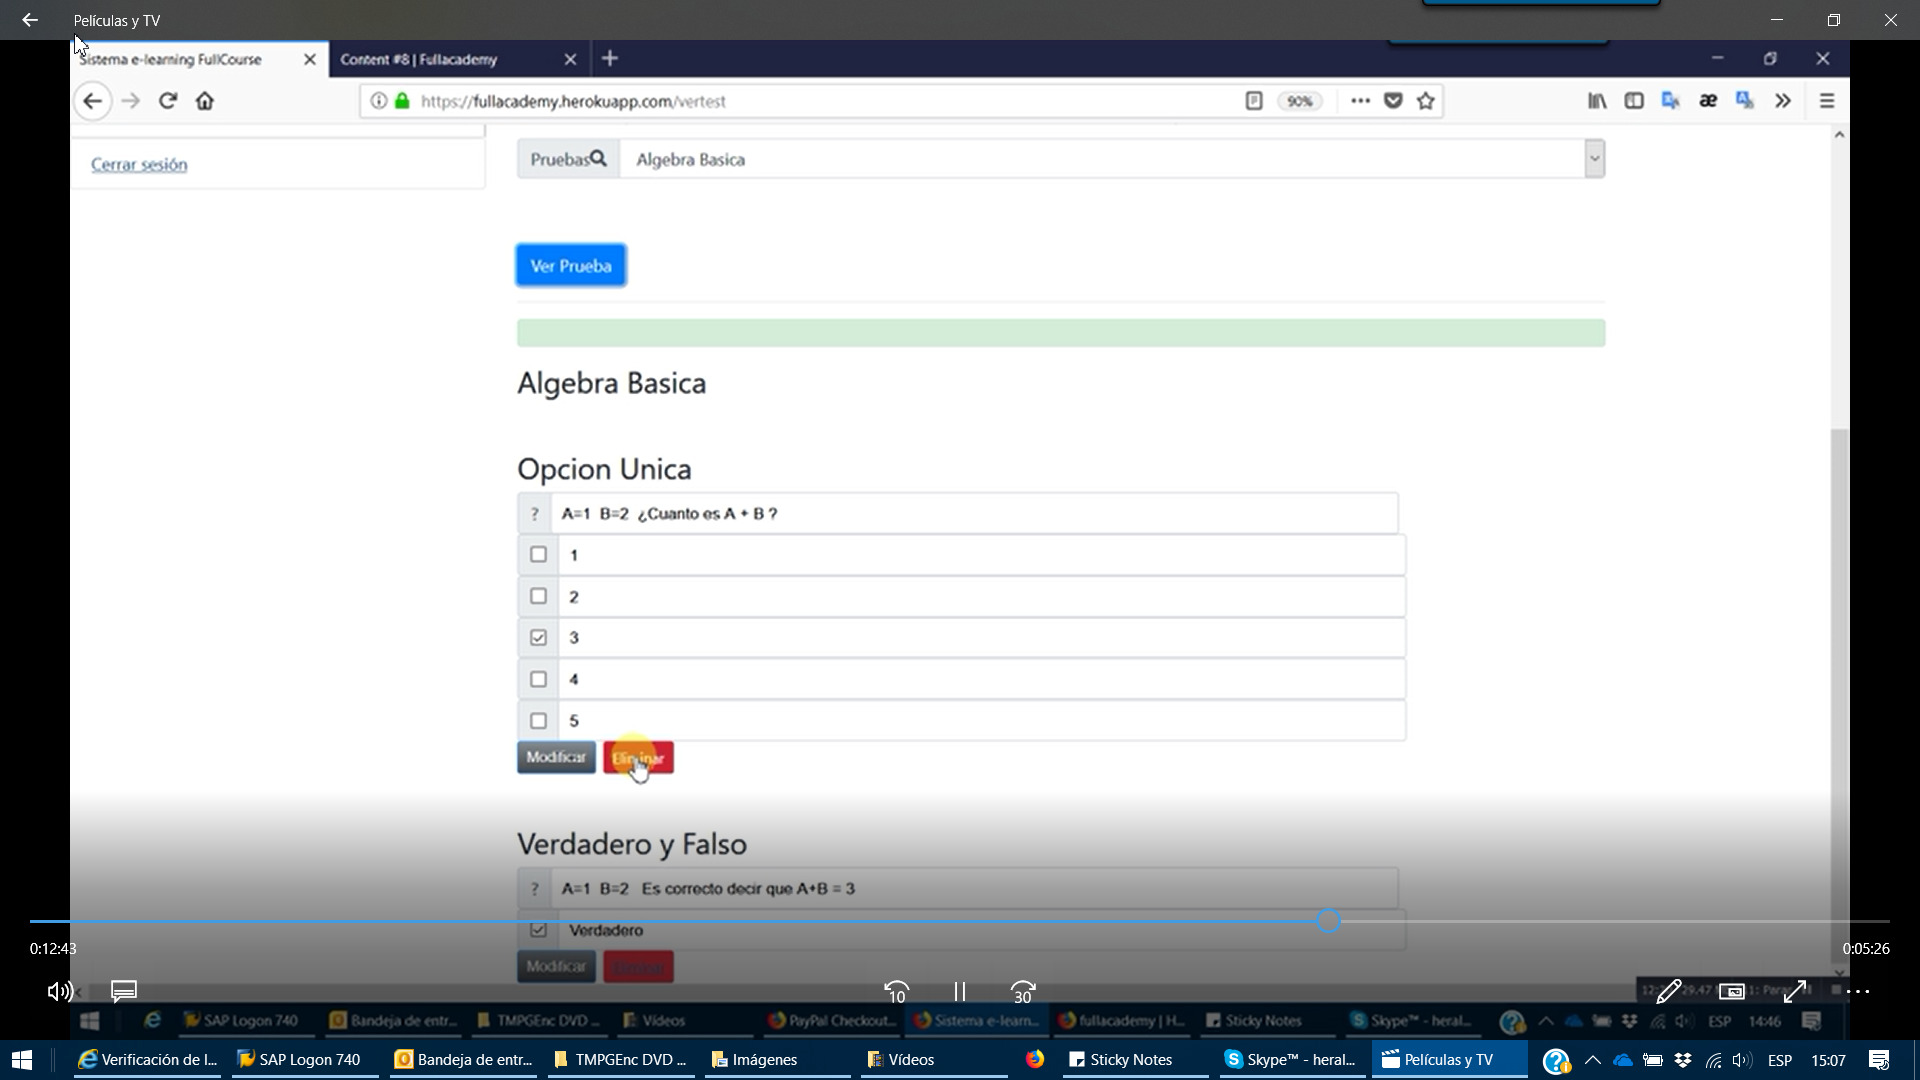 Películas y TV
Sistema e-learning FullCourse
Content #8 | Fullacademy
https://fullacademy.herokuapp.com/vertest
90%
Cerrar sesión
Pruebas
Algebra Basica
Ver Prueba
Algebra Basica
Opcion Unica
? A=1 B=2 ¿Cuanto es A + B ?
1
2
3
4
5
Modificar
Eliminar
Verdadero y Falso
? A=1 B=2 Es correcto decir que A+B = 3
Verdadero
Modificar
0:12:43
0:05:26
10
30
SAP Logon 740
Bandeja de entr...
TMPGEnc DVD ...
Vídeos
PayPal Checkout...
Sistema e-learn...
fullacademy | H...
Sticky Notes
Skype™ - heral...
ESP
14:46
Verificación de l...
SAP Logon 740
Bandeja de entr...
TMPGEnc DVD ...
Imágenes
Vídeos
Sticky Notes
Skype™ - heral...
Películas y TV
ESP
15:07